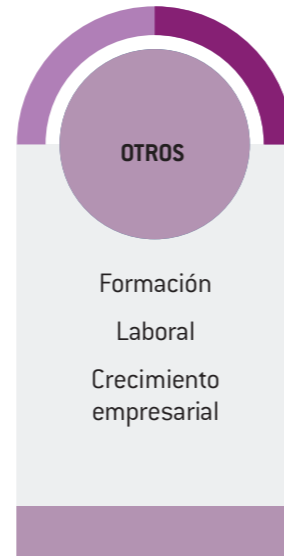 OTROS
Formación
Laboral
Crecimiento
empresarial